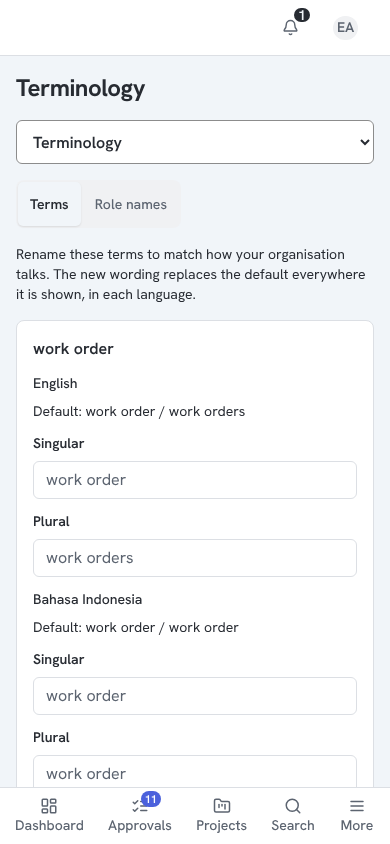 1
EA
Terminology
Terminology
Terms
Role names
Rename these terms to match how your organisation
talks. The new wording replaces the default everywhere
it is shown, in each language.
work order
English
Default: work order / work orders
Singular
work order
Plural
work orders
Bahasa Indonesia
Default: work order / work order
Singular
work order
Plural
work order
11
Dashboard
Approvals
Projects
Search
More